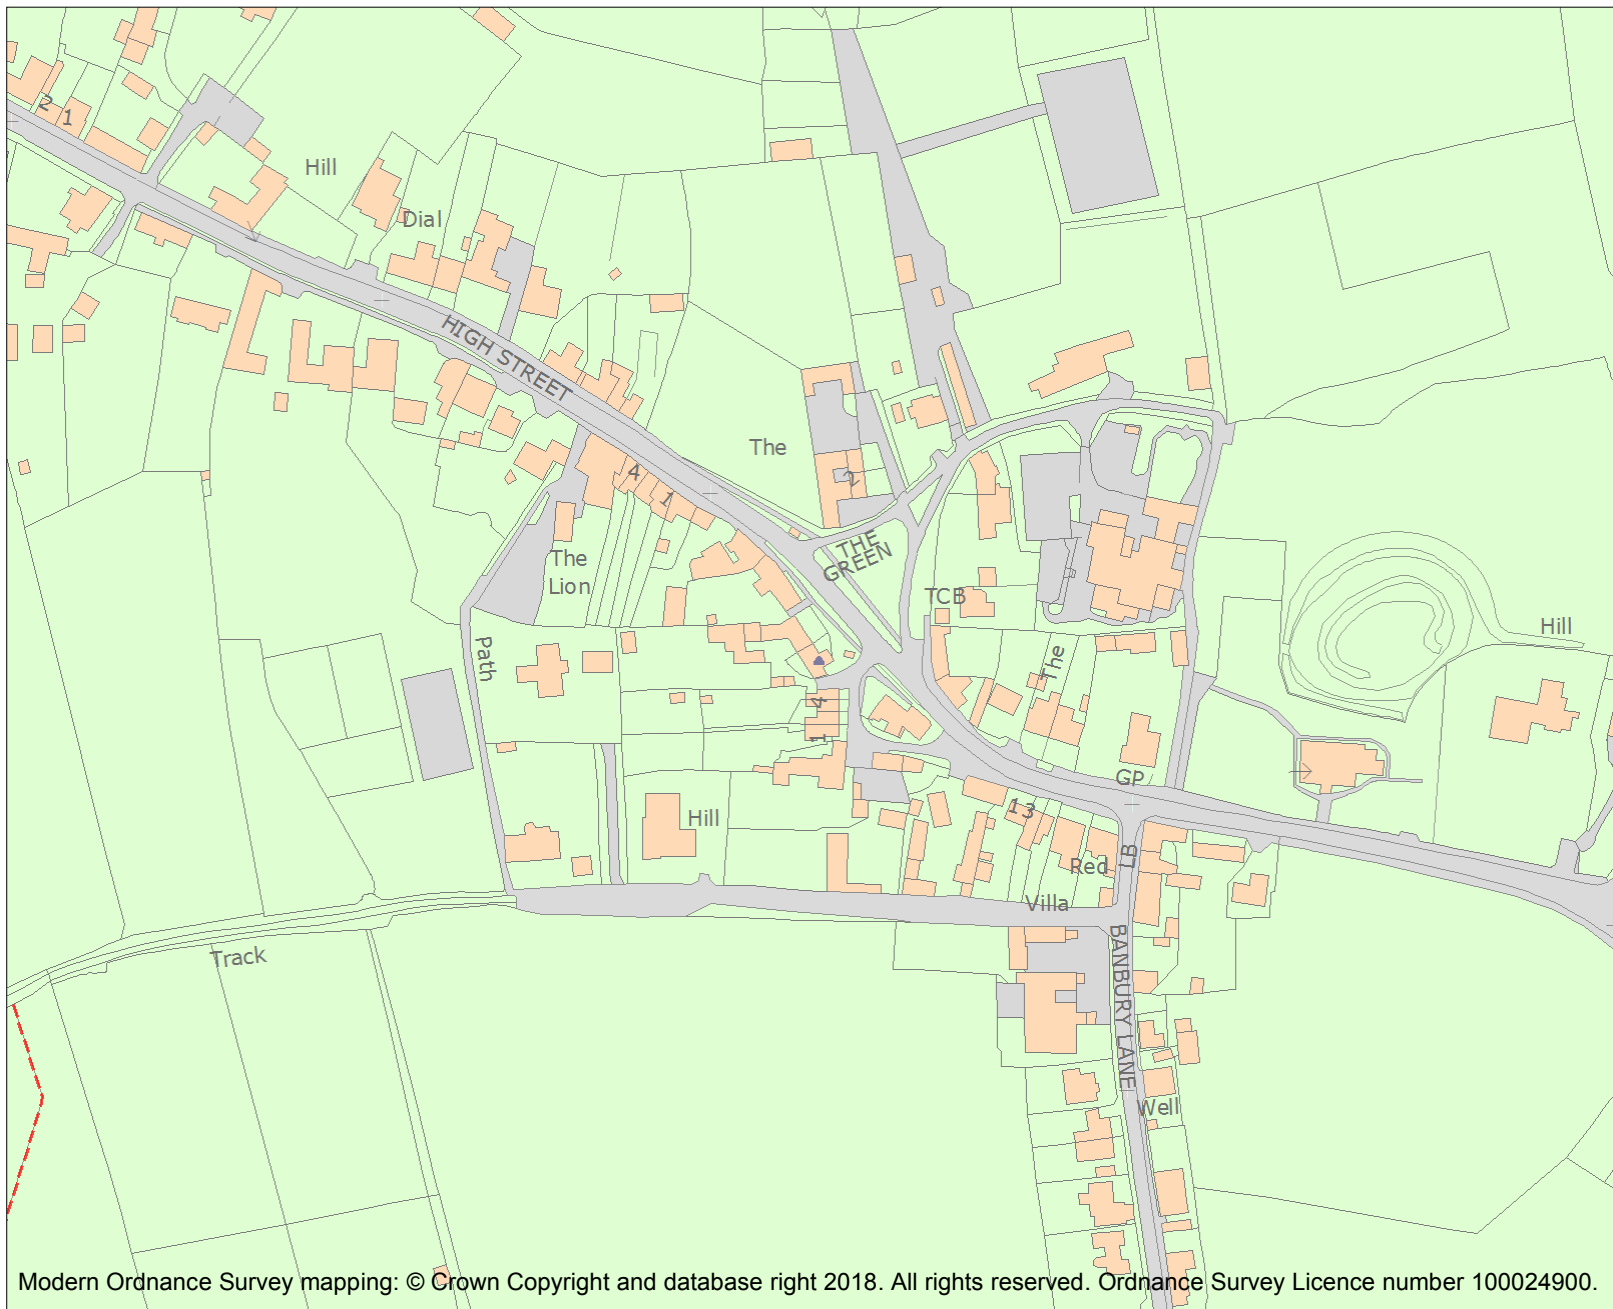 2
1
Hill
Dial
HIGH STREET
The
2
4
1
THE
GREEN
The
Lion
TCB
Path
The
Hill
4
1
GP
13
Hill
Red
LB
Villa
Track
BANBURY LANE
Well
Modern Ordnance Survey mapping: © Crown Copyright and database right 2018. All rights reserved. Ordnance Survey Licence number 100024900.